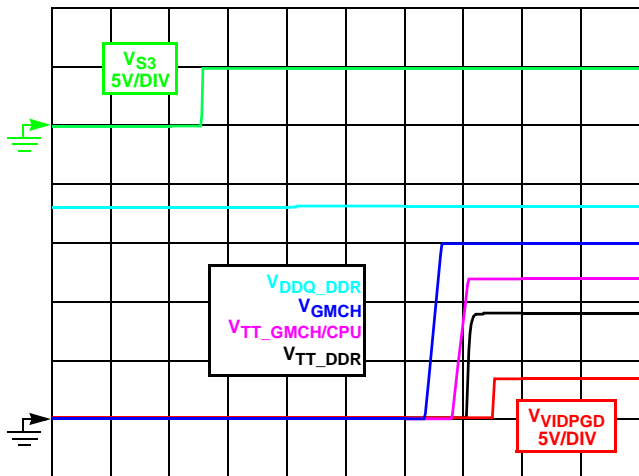 VS3
5V/DIV
VDDQ_DDR
VGMCH
VTT_GMCH/CPU
VTT_DDR
VVIDPGD
5V/DIV